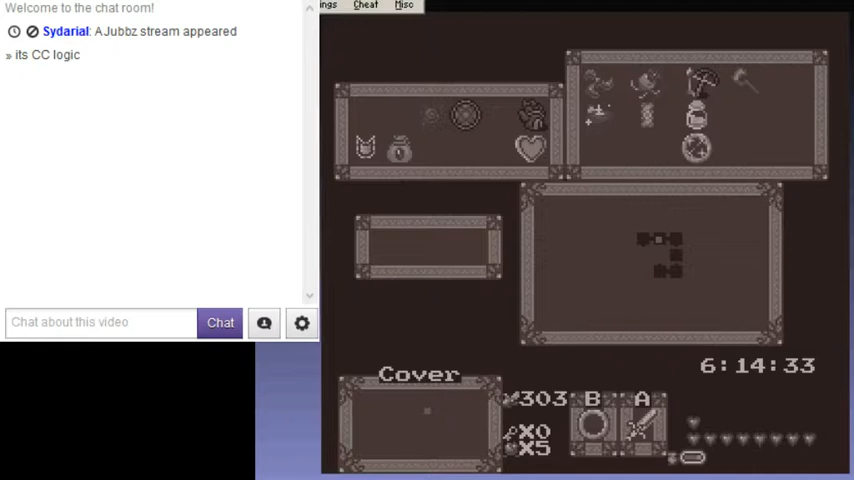 Welcome to the chat room!
Sydarial: A Jubbz stream appeared
» its CC logic
Chat about this video
Chat
ngs Cheat Misc
6:14:33
Cover
303
B A
X0
X5